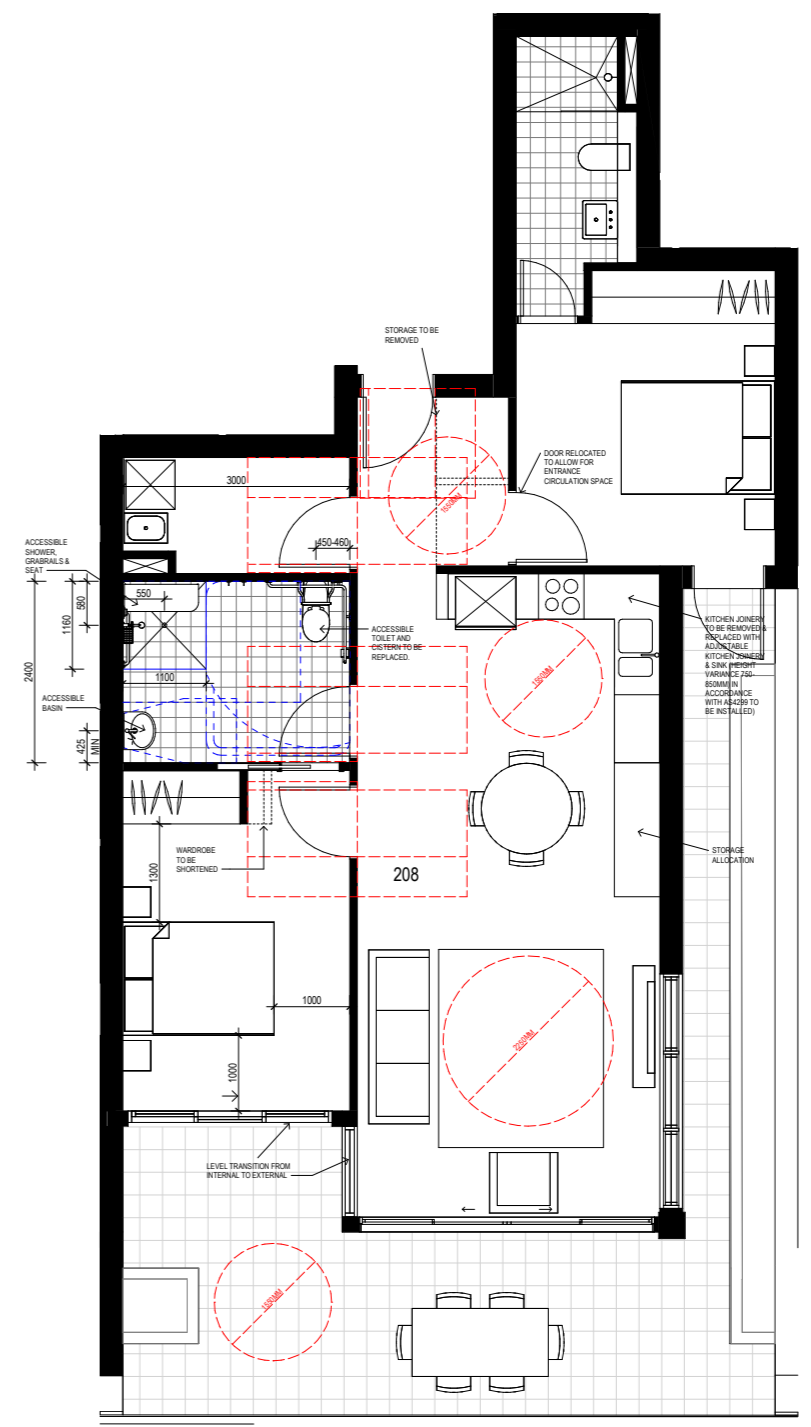 STORAGE TO BE
REMOVED
DOOR RELOCATED
TO ALLOW FOR
ENTRANCE
CIRCULATION SPACE
3000
1550MM
450-460
ACCESSIBLE
SHOWER,
GRABRAILS &
SEAT
550
580
1160
2400
1100
ACCESSIBLE
TOILET AND
CISTERN TO BE
REPLACED.
KITCHEN JOINERY
TO BE REMOVED &
REPLACED WITH
ADJUSTABLE
KITCHEN JOINERY
& SINK (HEIGHT
VARIANCE 750-
850MM) IN
ACCORDANCE
WITH AS4299 TO
BE INSTALLED)
1550MM
ACCESSIBLE
BASIN
425
MIN
WARDROBE
TO BE
SHORTENED
1300
208
STORAGE
ALLOCATION
1000
1000
2250MM
LEVEL TRANSITION FROM
INTERNAL TO EXTERNAL
1550MM